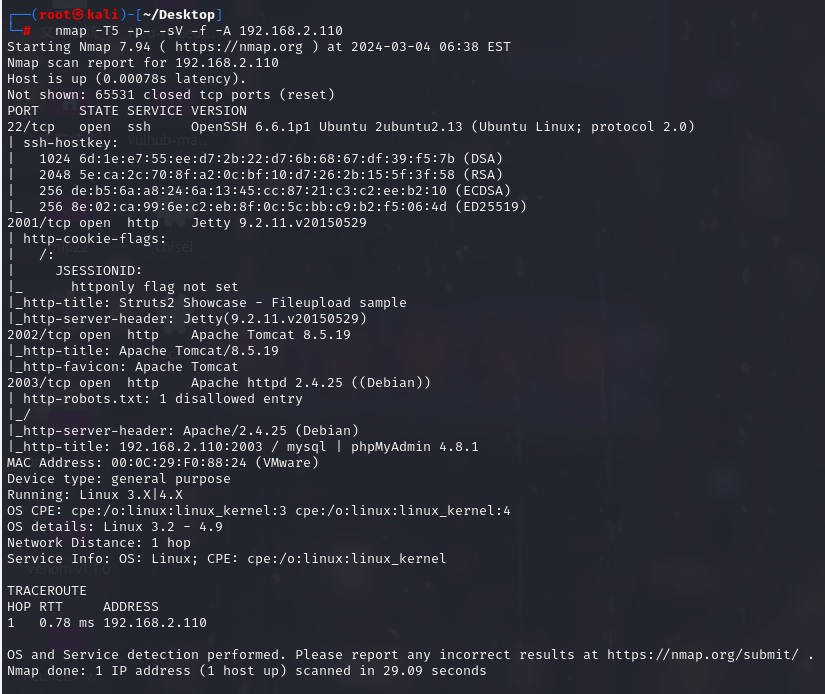 ┌──(root㉿kali)-[~/Desktop]
└─# nmap -T5 -p- -sV -f -A 192.168.2.110
Starting Nmap 7.94 ( https://nmap.org ) at 2024-03-04 06:38 EST
Nmap scan report for 192.168.2.110
Host is up (0.00078s latency).
Not shown: 65531 closed tcp ports (reset)
PORT     STATE SERVICE VERSION
22/tcp   open  ssh     OpenSSH 6.6.1p1 Ubuntu 2ubuntu2.13 (Ubuntu Linux; protocol 2.0)
| ssh-hostkey:
|   1024 6d:1e:e7:55:ee:d7:2b:22:d7:6b:68:67:df:39:f5:7b (DSA)
|   2048 5e:ca:2c:70:8f:a2:0c:bf:10:d7:26:2b:15:5f:3f:58 (RSA)
|   256 de:b5:6a:a8:24:6a:13:45:cc:87:21:c3:c2:ee:b2:10 (ECDSA)
|_  256 8e:02:ca:99:6e:c2:eb:8f:0c:5c:bb:c9:b2:f5:06:4d (ED25519)
2001/tcp open  http    Jetty 9.2.11.v20150529
| http-cookie-flags:
|   /:
|     JSESSIONID:
|_      httponly flag not set
|_http-title: Struts2 Showcase - Fileupload sample
|_http-server-header: Jetty(9.2.11.v20150529)
2002/tcp open  http    Apache Tomcat 8.5.19
|_http-title: Apache Tomcat/8.5.19
|_http-favicon: Apache Tomcat
2003/tcp open  http    Apache httpd 2.4.25 ((Debian))
| http-robots.txt: 1 disallowed entry
|_/
|_http-server-header: Apache/2.4.25 (Debian)
|_http-title: 192.168.2.110:2003 / mysql | phpMyAdmin 4.8.1
MAC Address: 00:0C:29:F0:88:24 (VMware)
Device type: general purpose
Running: Linux 3.X|4.X
OS CPE: cpe:/o:linux:linux_kernel:3 cpe:/o:linux:linux_kernel:4
OS details: Linux 3.2 - 4.9
Network Distance: 1 hop
Service Info: OS: Linux; CPE: cpe:/o:linux:linux_kernel
TRACEROUTE
HOP RTT     ADDRESS
1   0.78 ms 192.168.2.110
OS and Service detection performed. Please report any incorrect results at https://nmap.org/submit/ .
Nmap done: 1 IP address (1 host up) scanned in 29.09 seconds